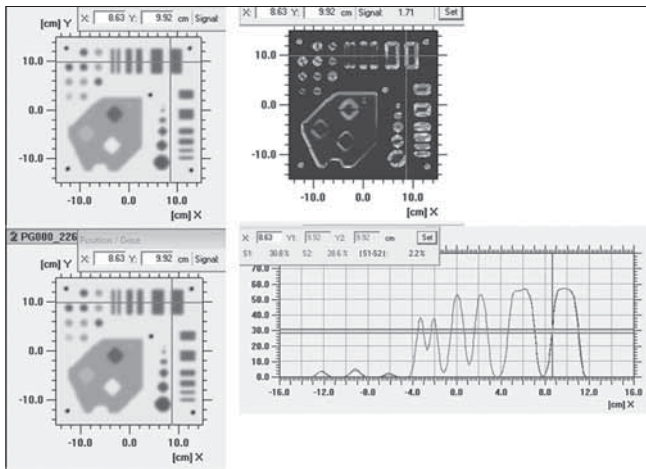 X: 8.63 Y: 9.92 cm Signal:
[cm] Y
10.0
0.0
-10.0
-10.0 0.0 10.0
[cm] X
X: 8.63 Y: 9.92 cm Signal: 1.71 Set
10.0
0.0
-10.0
-10.0 0.0 10.0
[cm] X
2 PG000_226 Position / Dose
X: 8.63 Y: 9.92 cm Signal:
[cm] Y
10.0
0.0
-10.0
-10.0 0.0 10.0
[cm] X
X: 8.63 Y1: 9.92 Y2: 9.92 cm Set
S1: 30.8% S2: 28.6% (S1-S2): 2.2%
70.0
60.0
50.0
40.0
30.0
20.0
10.0
0.0
-16.0 -12.0 -8.0 -4.0 0.0 4.0 8.0 12.0 16.0
[cm] X